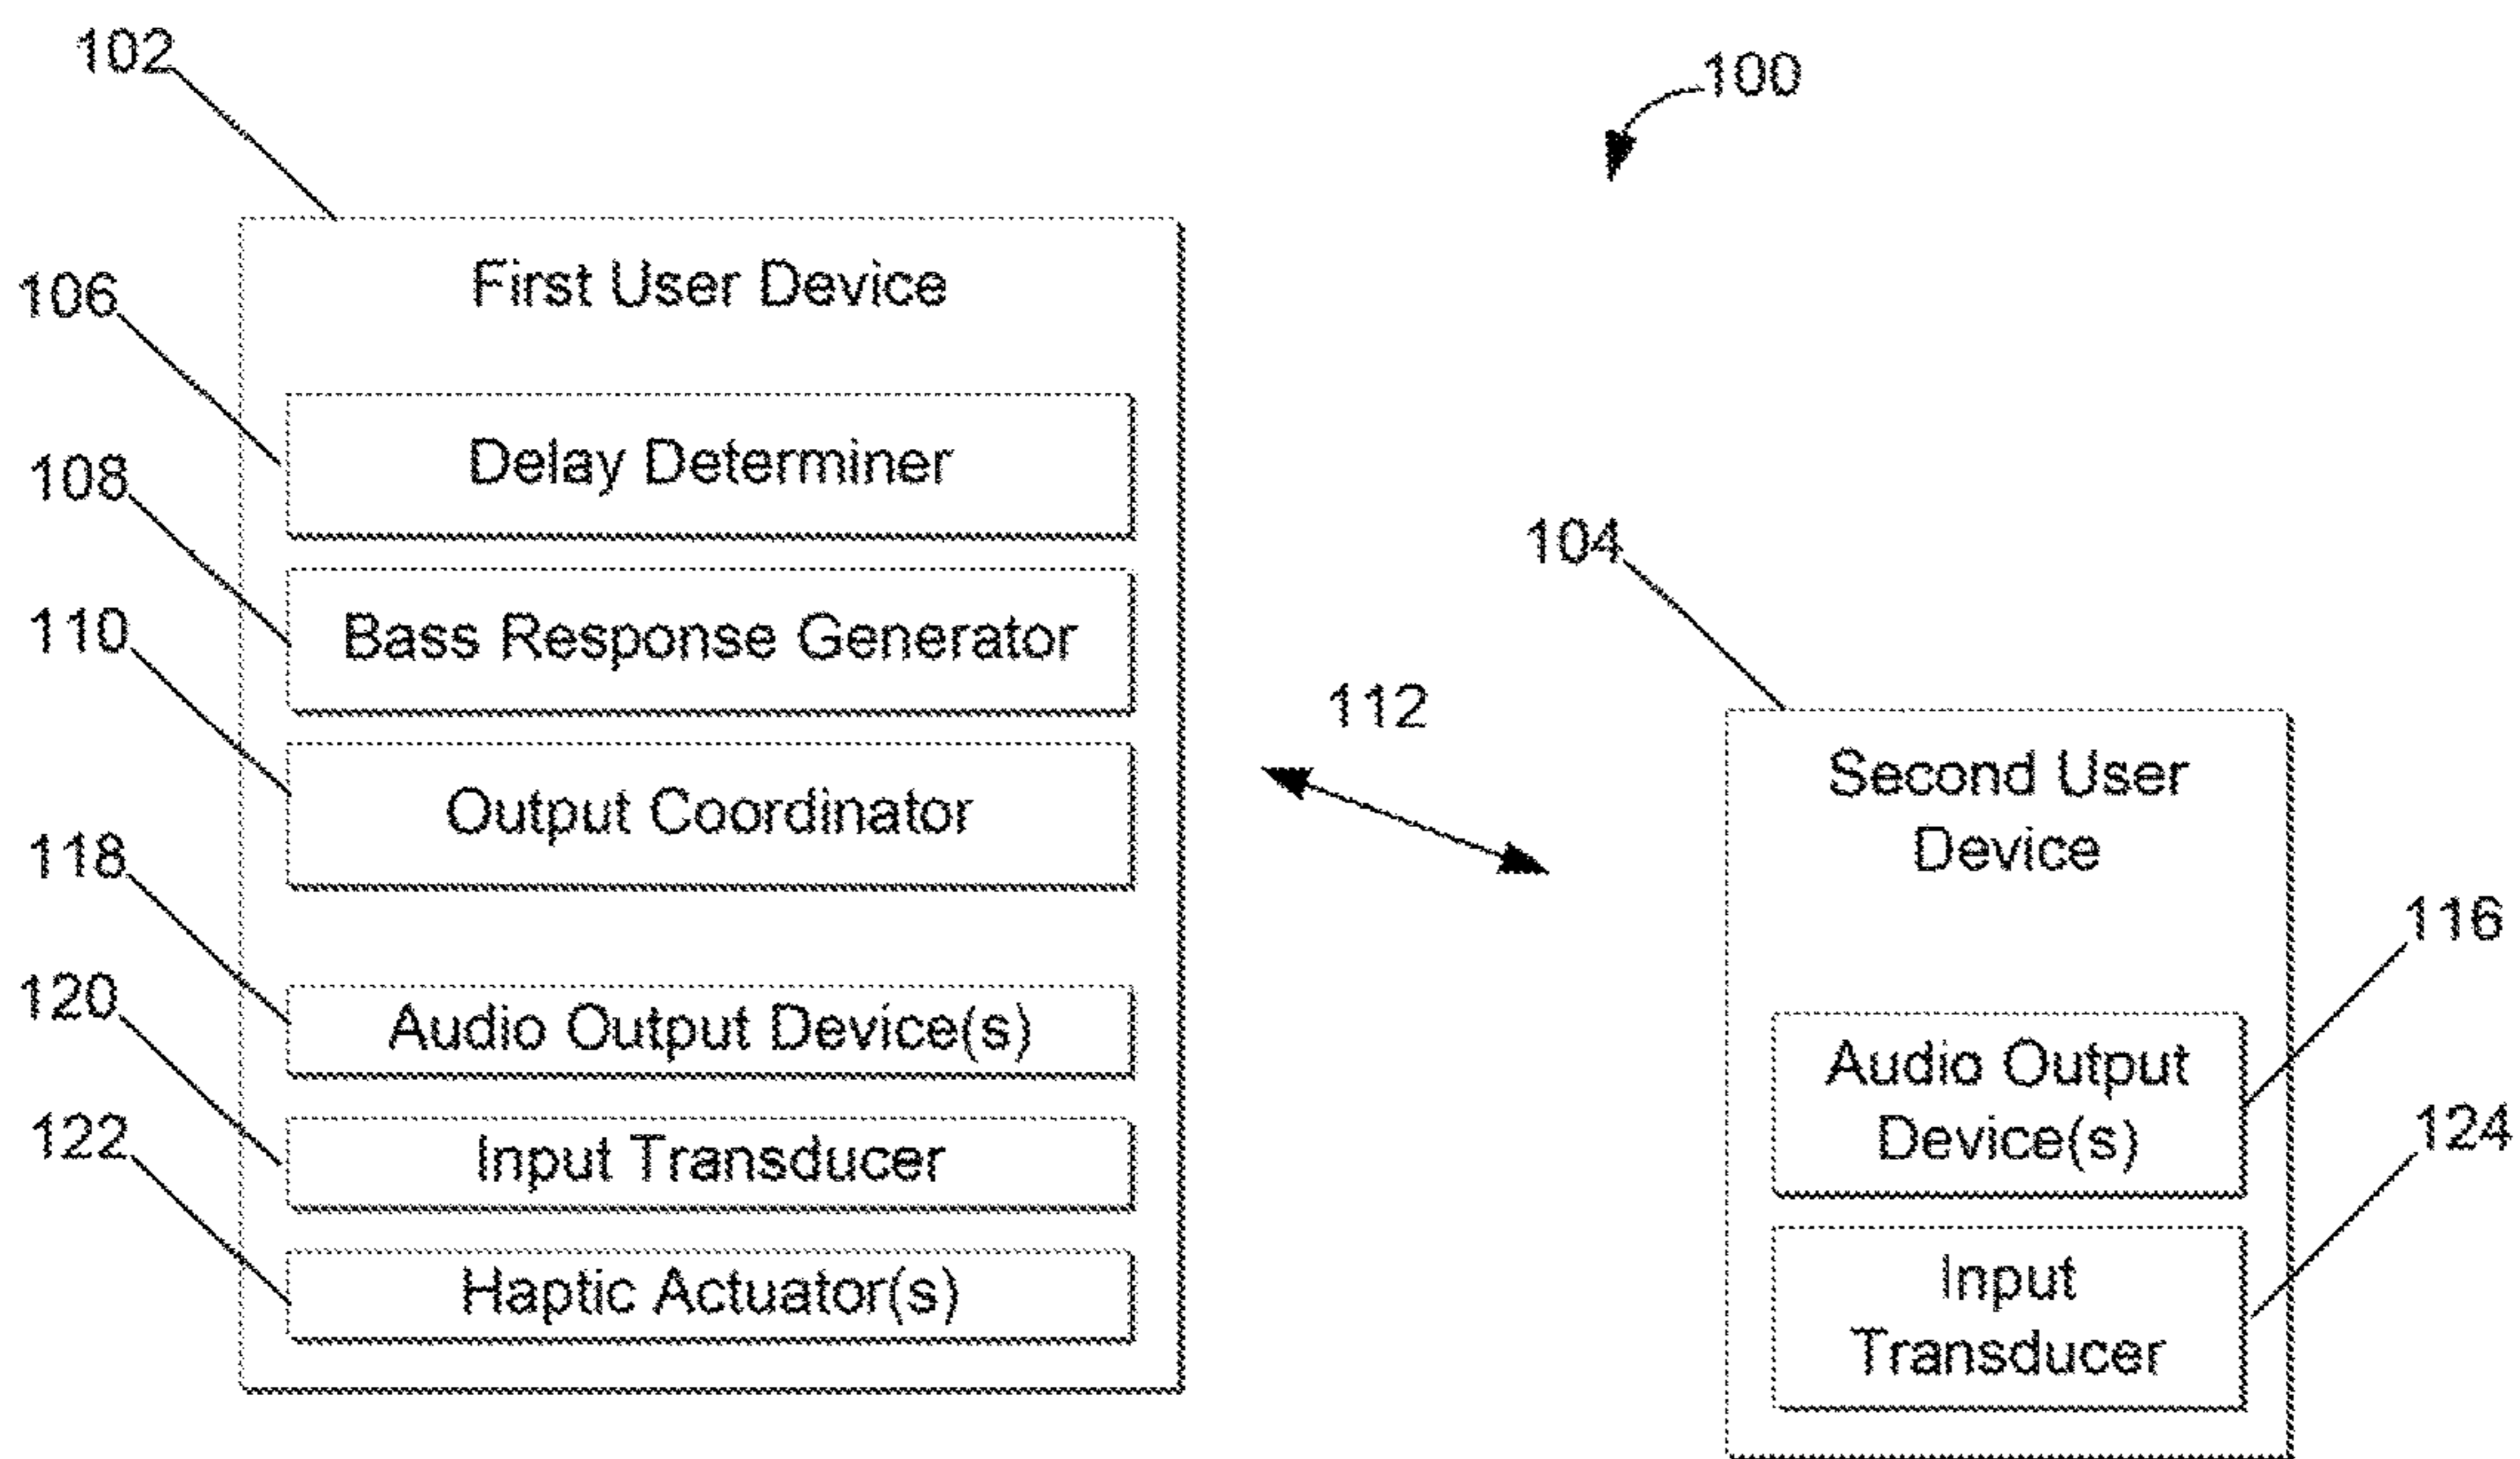 102
100
First User Device
106
Delay Determiner
108
104
Bass Response Generator
110
112
Second User
Device
Output Coordinator
118
116
Audio Output Device(s)
120
Audio Output
Device(s)
124
Input Transducer
122
Input
Transducer
Haptic Actuator(s)